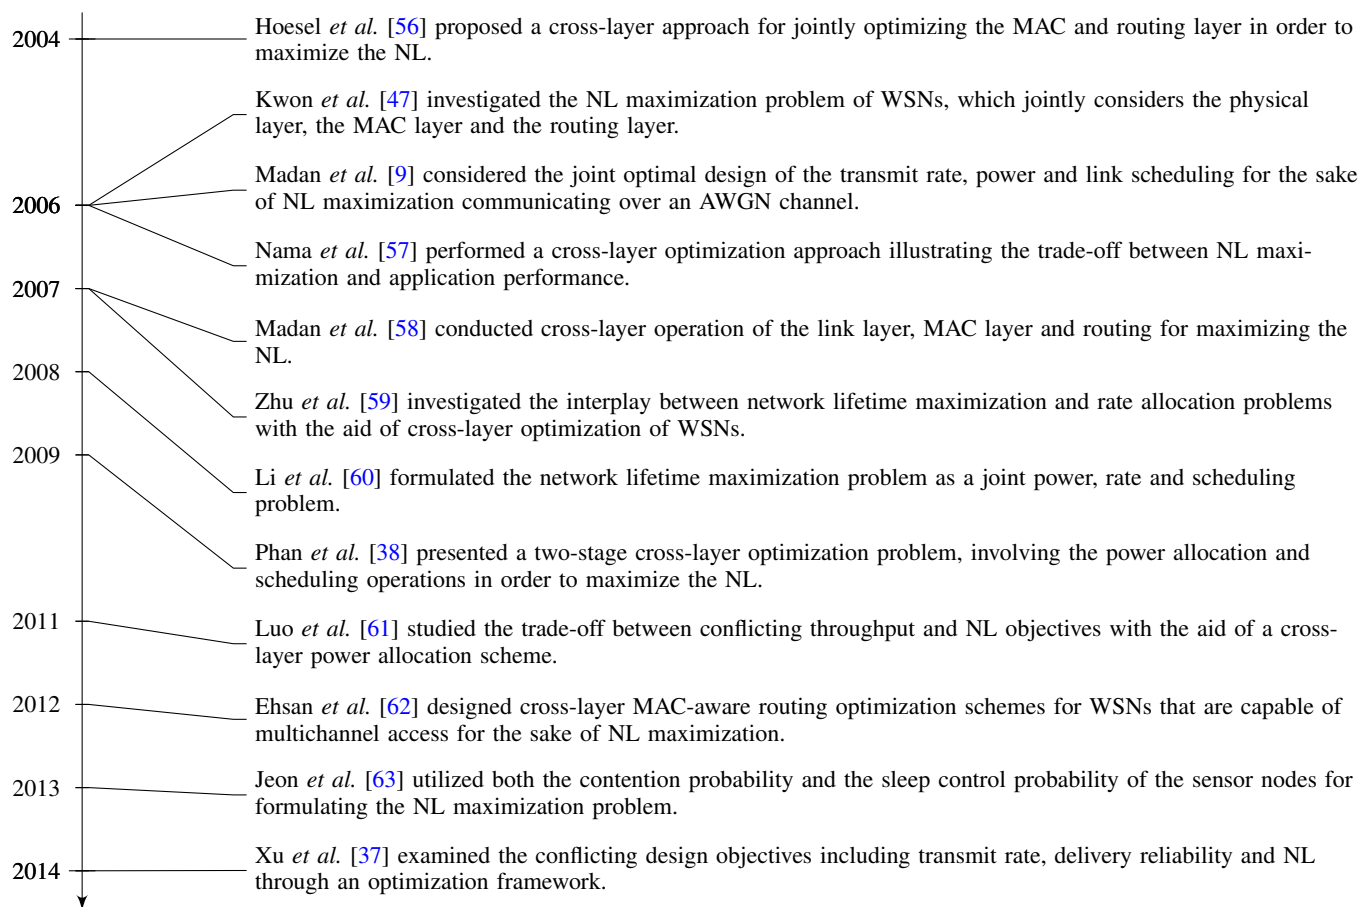 2004
Hoesel et al. [56] proposed a cross-layer approach for jointly optimizing the MAC and routing layer in order to
maximize the NL.
Kwon et al. [47] investigated the NL maximization problem of WSNs, which jointly considers the physical
layer, the MAC layer and the routing layer.
Madan et al. [9] considered the joint optimal design of the transmit rate, power and link scheduling for the sake
2006
of NL maximization communicating over an AWGN channel.
Nama et al. [57] performed a cross-layer optimization approach illustrating the trade-off between NL maxi-
mization and application performance.
2007
Madan et al. [58] conducted cross-layer operation of the link layer, MAC layer and routing for maximizing the
NL.
2008
Zhu et al. [59] investigated the interplay between network lifetime maximization and rate allocation problems
with the aid of cross-layer optimization of WSNs.
2009
Li et al. [60] formulated the network lifetime maximization problem as a joint power, rate and scheduling
problem.
Phan et al. [38] presented a two-stage cross-layer optimization problem, involving the power allocation and
scheduling operations in order to maximize the NL.
2011
Luo et al. [61] studied the trade-off between conflicting throughput and NL objectives with the aid of a cross-
layer power allocation scheme.
2012
Ehsan et al. [62] designed cross-layer MAC-aware routing optimization schemes for WSNs that are capable of
multichannel access for the sake of NL maximization.
2013
Jeon et al. [63] utilized both the contention probability and the sleep control probability of the sensor nodes for
formulating the NL maximization problem.
2014
Xu et al. [37] examined the conflicting design objectives including transmit rate, delivery reliability and NL
through an optimization framework.